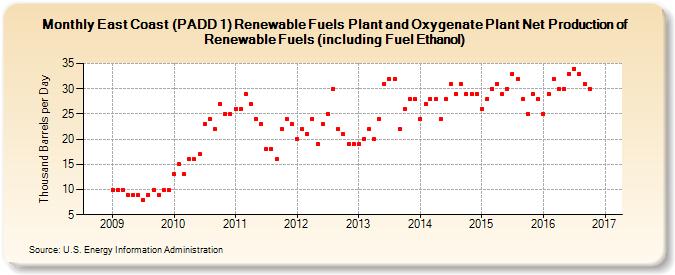 Monthly East Coast (PADD 1) Renewable Fuels Plant and Oxygenate Plant Net Production of
Renewable Fuels (including Fuel Ethanol)
Thousand Barrels per Day
35
30
25
20
15
10
5
2009 2010 2011 2012 2013 2014 2015 2016 2017
Source: U.S. Energy Information Administration